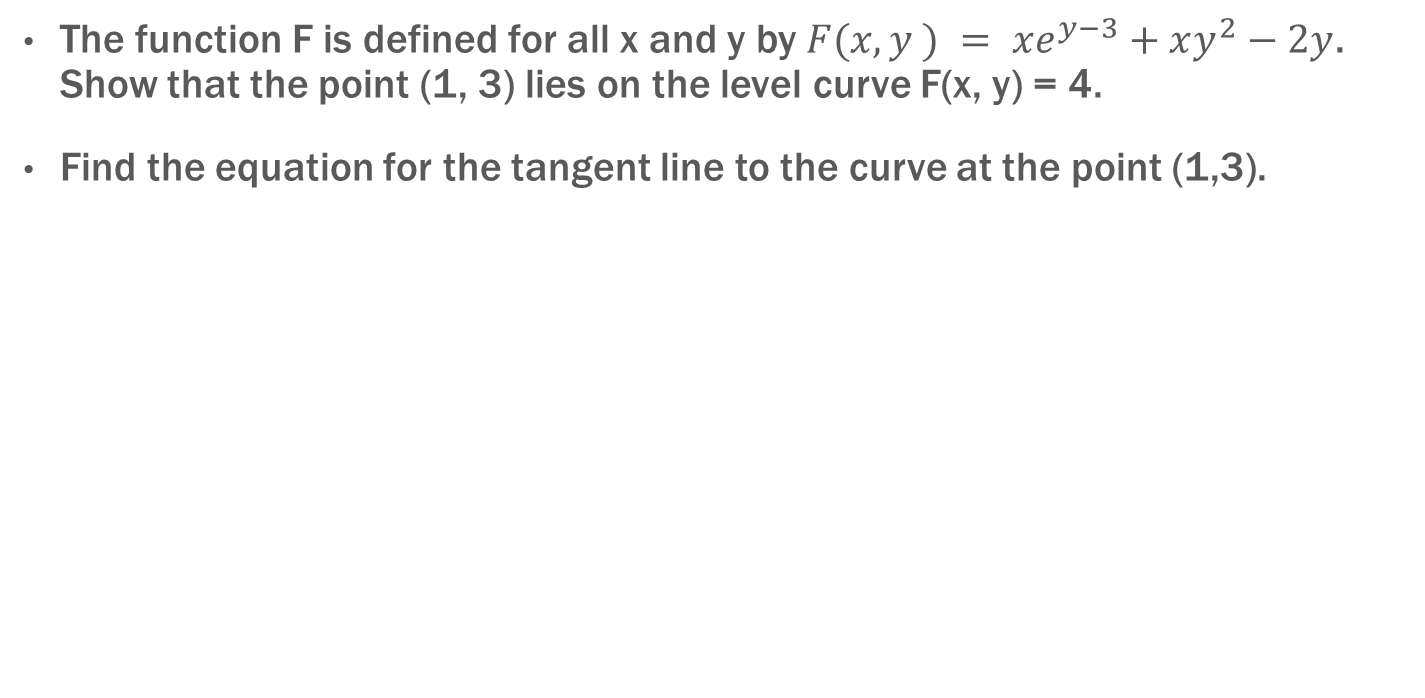 • The function F is defined for all x and y by 𝐹(𝑥, 𝑦 ) = 𝑥𝑒^{𝑦−3} + 𝑥𝑦² − 2𝑦.
Show that the point (1, 3) lies on the level curve F(x, y) = 4.
• Find the equation for the tangent line to the curve at the point (1,3).